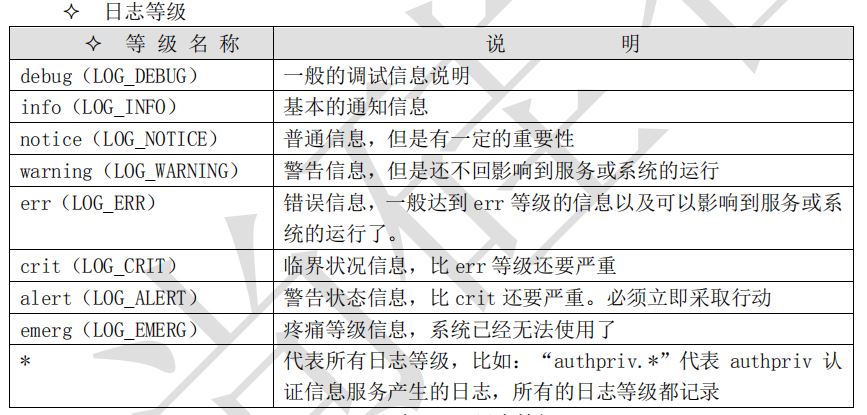 ✧ 日志等级
✧ 等 级 名 称 说 明
debug（LOG_DEBUG） 一般的调试信息说明
info（LOG_INFO） 基本的通知信息
notice（LOG_NOTICE） 普通信息，但是有一定的重要性
warning（LOG_WARNING） 警告信息，但是还不回影响到服务或系统的运行
err（LOG_ERR） 错误信息，一般达到 err 等级的信息以及可以影响到服务或系
统的运行了。
crit（LOG_CRIT） 临界状况信息，比 err 等级还要严重
alert（LOG_ALERT） 警告状态信息，比 crit 还要严重。必须立即采取行动
emerg（LOG_EMERG） 疼痛等级信息，系统已经无法使用了
* 代表所有日志等级，比如：“authpriv.*”代表 authpriv 认
证信息服务产生的日志，所有的日志等级都记录